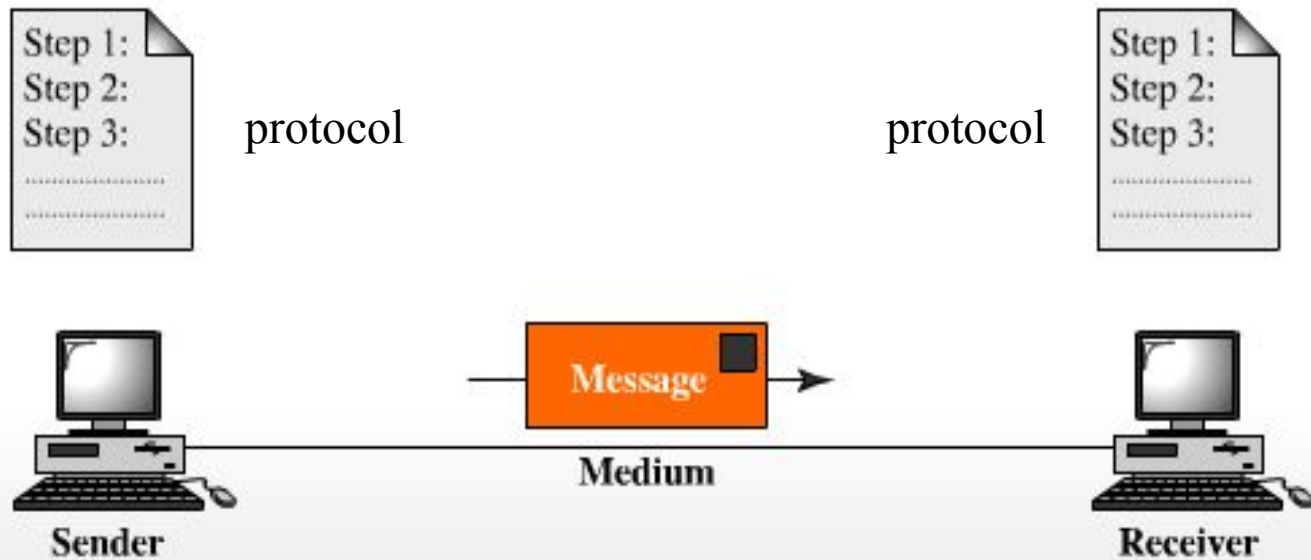 Step 1:
Step 2:
Step 3:
.....................
.....................
protocol
protocol
Step 1:
Step 2:
Step 3:
.....................
.....................
Message
Medium
Sender
Receiver